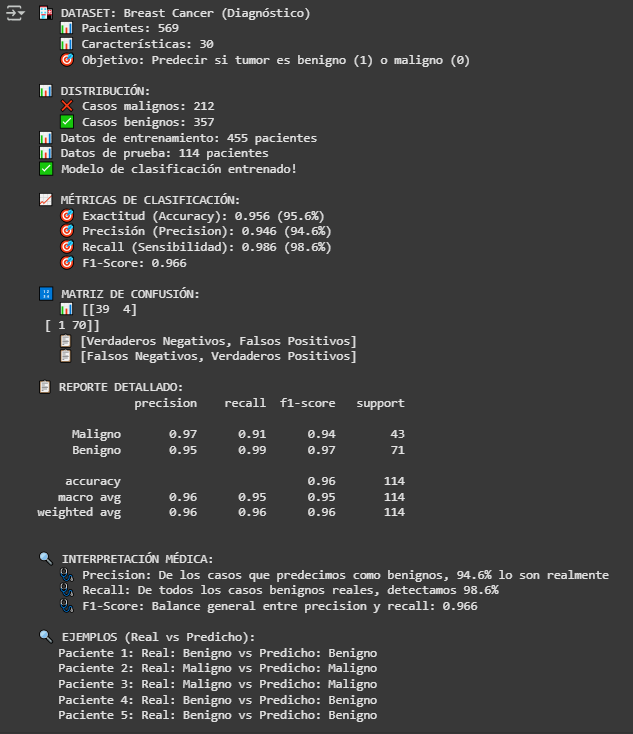 DATASET: Breast Cancer (Diagnóstico)
Pacientes: 569
Características: 30
Objetivo: Predecir si tumor es benigno (1) o maligno (0)
DISTRIBUCIÓN:
Casos malignos: 212
Casos benignos: 357
Datos de entrenamiento: 455 pacientes
Datos de prueba: 114 pacientes
Modelo de clasificación entrenado!
MÉTRICAS DE CLASIFICACIÓN:
Exactitud (Accuracy): 0.956 (95.6%)
Precisión (Precision): 0.946 (94.6%)
Recall (Sensibilidad): 0.986 (98.6%)
F1-Score: 0.966
MATRIZ DE CONFUSIÓN:
[[39  4]
[ 1 70]]
[Verdaderos Negativos, Falsos Positivos]
[Falsos Negativos, Verdaderos Positivos]
REPORTE DETALLADO:
precision    recall  f1-score   support
Maligno       0.97      0.91      0.94        43
Benigno       0.95      0.99      0.97        71
accuracy                           0.96       114
macro avg       0.96      0.95      0.95       114
weighted avg       0.96      0.96      0.96       114
INTERPRETACIÓN MÉDICA:
Precision: De los casos que predecimos como benignos, 94.6% lo son realmente
Recall: De todos los casos benignos reales, detectamos 98.6%
F1-Score: Balance general entre precision y recall: 0.966
EJEMPLOS (Real vs Predicho):
Paciente 1: Real: Benigno vs Predicho: Benigno
Paciente 2: Real: Maligno vs Predicho: Maligno
Paciente 3: Real: Maligno vs Predicho: Maligno
Paciente 4: Real: Benigno vs Predicho: Benigno
Paciente 5: Real: Benigno vs Predicho: Benigno